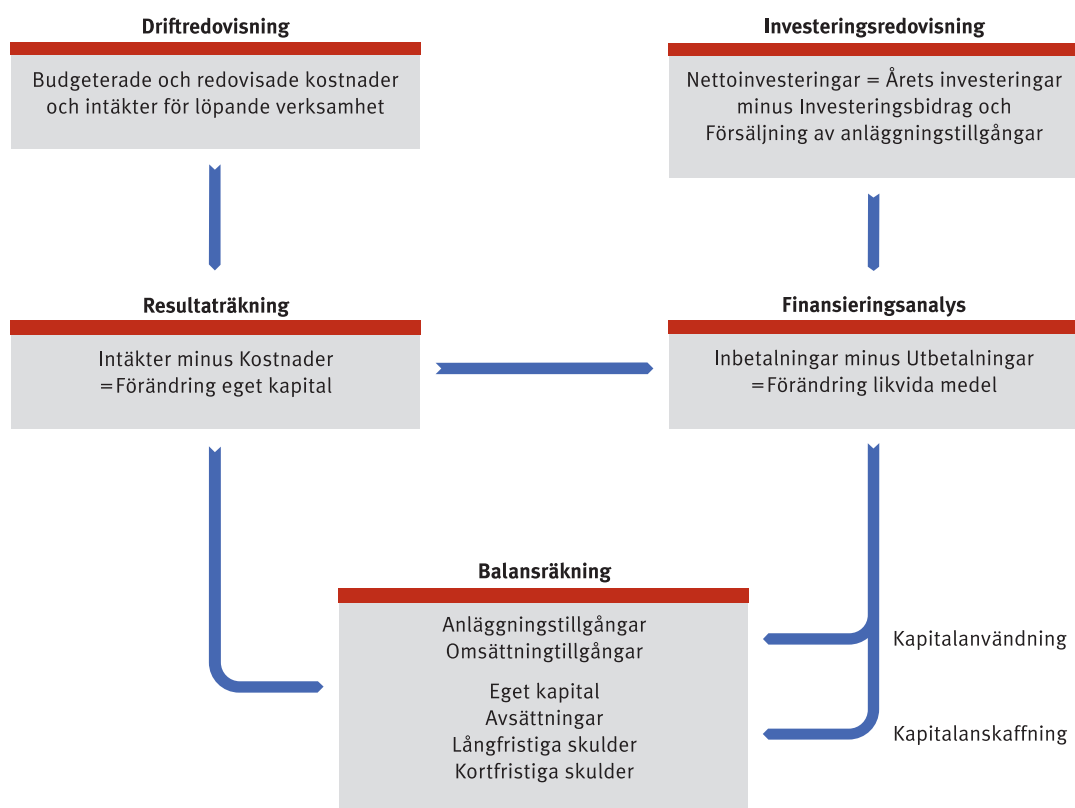 Driftredovisning
Budgeterade och redovisade kostnader
och intäkter för löpande verksamhet
Investeringsredovisning
Nettoinvesteringar = Årets investeringar
minus Investeringsbidrag och
Försäljning av anläggningstillgångar
Resultaträkning
Intäkter minus Kostnader
=Förändring eget kapital
Finansieringsanalys
Inbetalningar minus Utbetalningar
=Förändring likvida medel
Balansräkning
Anläggningstillgångar
Omsättningtillgångar
Eget kapital
Avsättningar
Långfristiga skulder
Kortfristiga skulder
Kapitalanvändning
Kapitalanskaffning